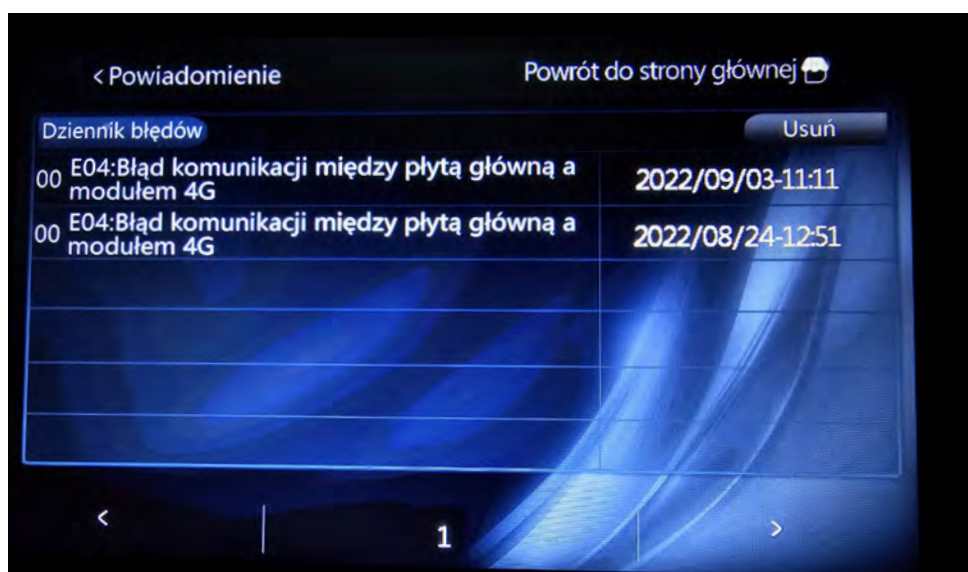 <Powiadomienie
Powrót do strony głównej
Dziennik błędów
Usuń
00 E04:Błąd komunikacji między płytą główną a
modułem 4G
2022/09/03-11:11
00 E04:Błąd komunikacji między płytą główną a
modułem 4G
2022/08/24-12:51
< 1 >